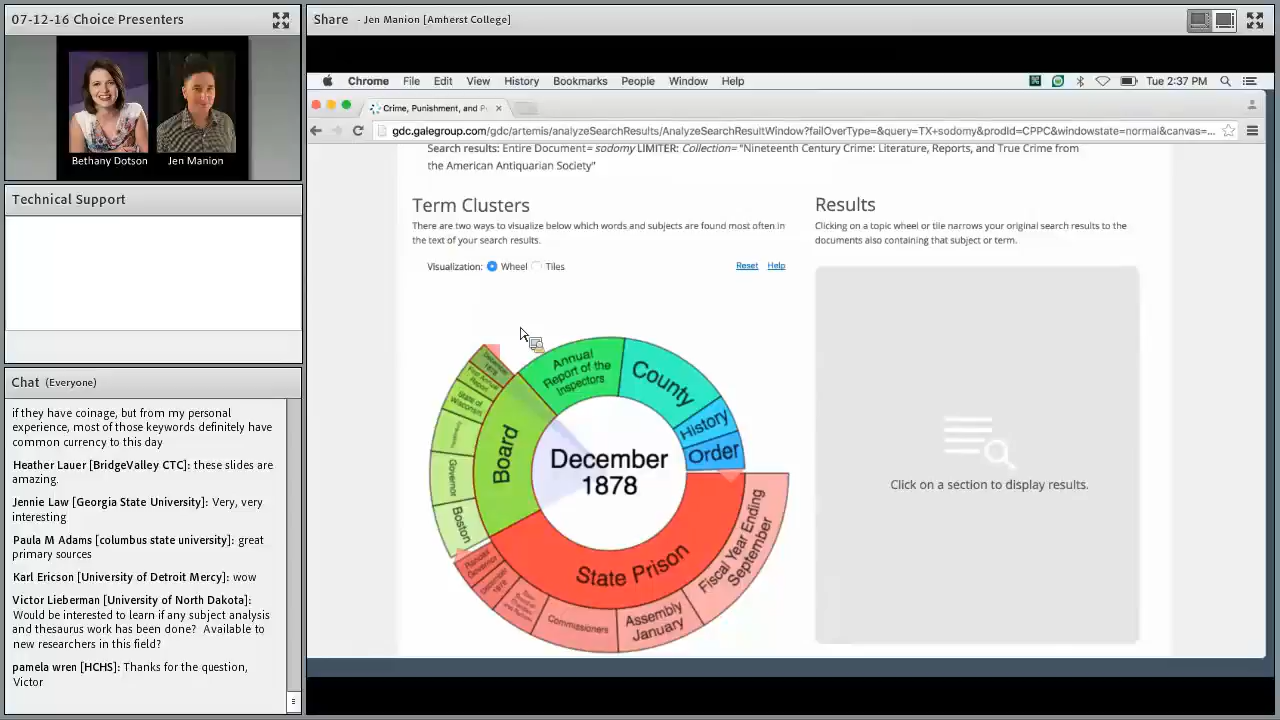 07-12-16 Choice Presenters
Bethany Dotson
Jen Manion
Technical Support
Chat (Everyone)
if they have coinage, but from my personal
experience, most of those keywords definitely have
common currency to this day
Heather Lauer [BridgeValley CTC]: these slides are
amazing.
Jennie Law [Georgia State University]: Very, very
interesting
Paula M Adams [columbus state university]: great
primary sources
Karl Ericson [University of Detroit Mercy]: wow
Victor Lieberman [University of North Dakota]:
Would be interested to learn if any subject analysis
and thesaurus work has been done?  Available to
new researchers in this field?
pamela wren [HCHS]: Thanks for the question,
Victor
Share - Jen Manion [Amherst College]
Chrome File Edit View History Bookmarks People Window Help
Tue 2:37 PM
Crime, Punishment, and P
gdc.galegroup.com/gdc/artemis/analyzeSearchResults/AnalyzeSearchResultWindow?failOverType=&query=TX+sodomy&prodId=CPPC&windowstate=normal&canvas=...
Search results: Entire Document= sodomy LIMITER: Collection= "Nineteenth Century Crime: Literature, Reports, and True Crime from
the American Antiquarian Society"
Term Clusters
There are two ways to visualize below which words and subjects are found most often in
the text of your search results.
Visualization: Wheel Tiles
Reset Help
Annual
Report of the
Inspectors
County
History
Order
December
1878
First Annual
Report
State of
Wisconsin
Governor
Boston
Board
December
1878
State Prison
Fiscal Year Ending
September
Assembly
January
Commissioners
December
1878
Results
Clicking on a topic wheel or tile narrows your original search results to the
documents also containing that subject or term.
Click on a section to display results.